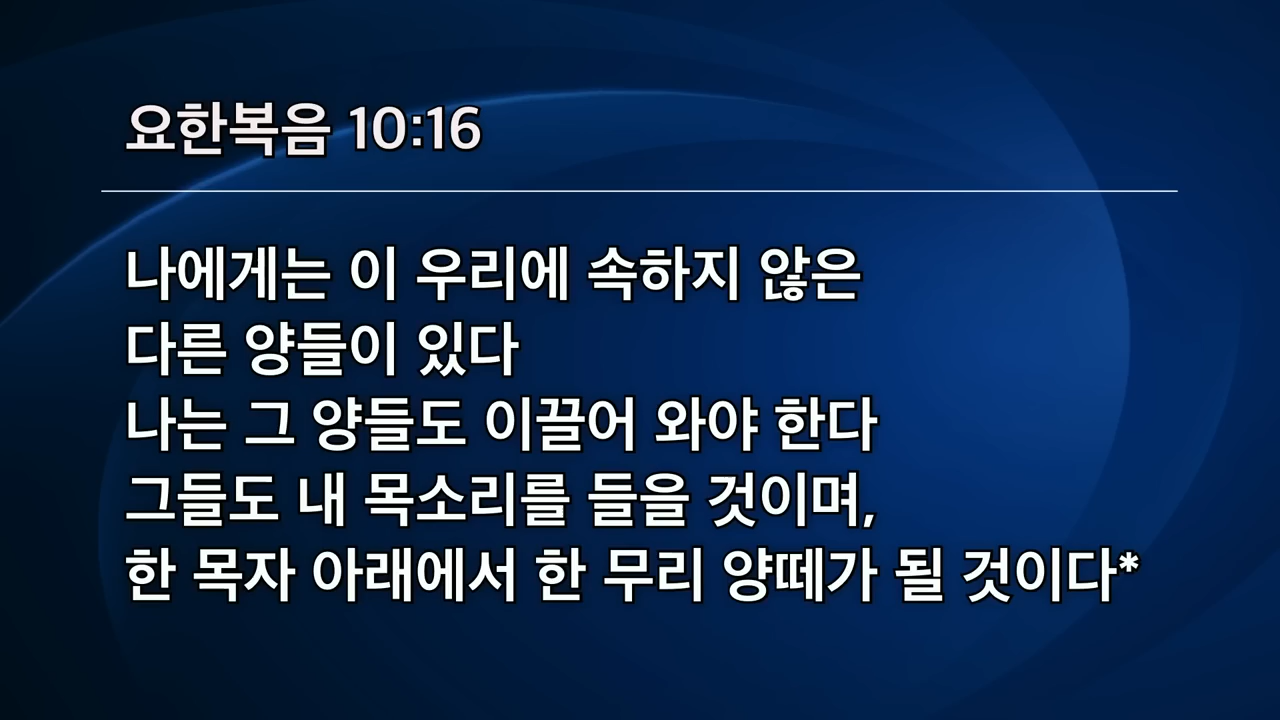 요한복음 10:16
나에게는 이 우리에 속하지 않은
다른 양들이 있다
나는 그 양들도 이끌어 와야 한다
그들도 내 목소리를 들을 것이며,
한 목자 아래에서 한 무리 양떼가 될 것이다*